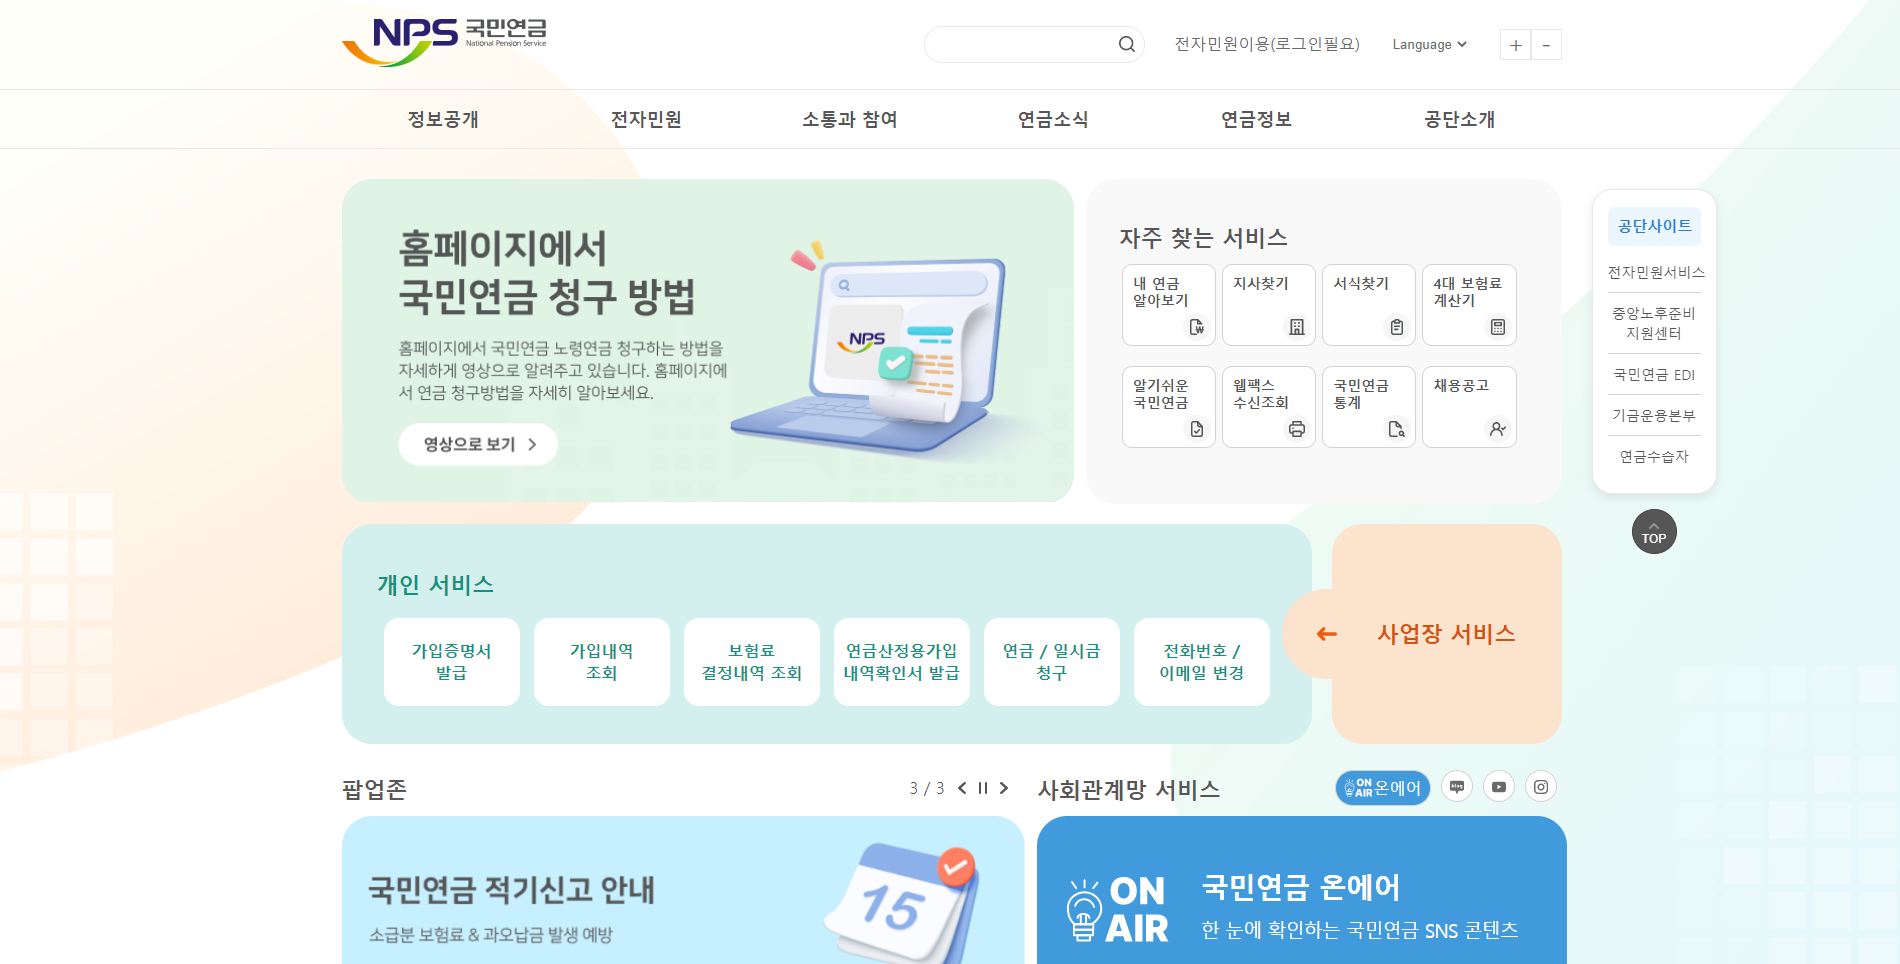 NPS 국민연금
National Pension Service
전자민원이용(로그인필요)
Language
+
-
정보공개
전자민원
소통과 참여
연금소식
연금정보
공단소개
홈페이지에서
국민연금 청구 방법
홈페이지에서 국민연금 노령연금 청구하는 방법을
자세하게 영상으로 알려주고 있습니다. 홈페이지에
서 연금 청구방법을 자세히 알아보세요.
영상으로 보기
NPS
자주 찾는 서비스
내 연금
알아보기
지사찾기
서식찾기
4대 보험료
계산기
알기쉬운
국민연금
웹팩스
수신조회
국민연금
통계
채용공고
공단사이트
전자민원서비스
중앙노후준비
지원센터
국민연금 EDI
기금운용본부
연금수습자
TOP
개인 서비스
가입증명서
발급
가입내역
조회
보험료
결정내역 조회
연금산정용가입
내역확인서 발급
연금 / 일시금
청구
전화번호 /
이메일 변경
사업장 서비스
팝업존
3 / 3
국민연금 적기신고 안내
소급분 보험료 & 과오납금 발생 예방
15
사회관계망 서비스
ON AIR 온에어
blog
ON
AIR
국민연금 온에어
한 눈에 확인하는 국민연금 SNS 콘텐츠